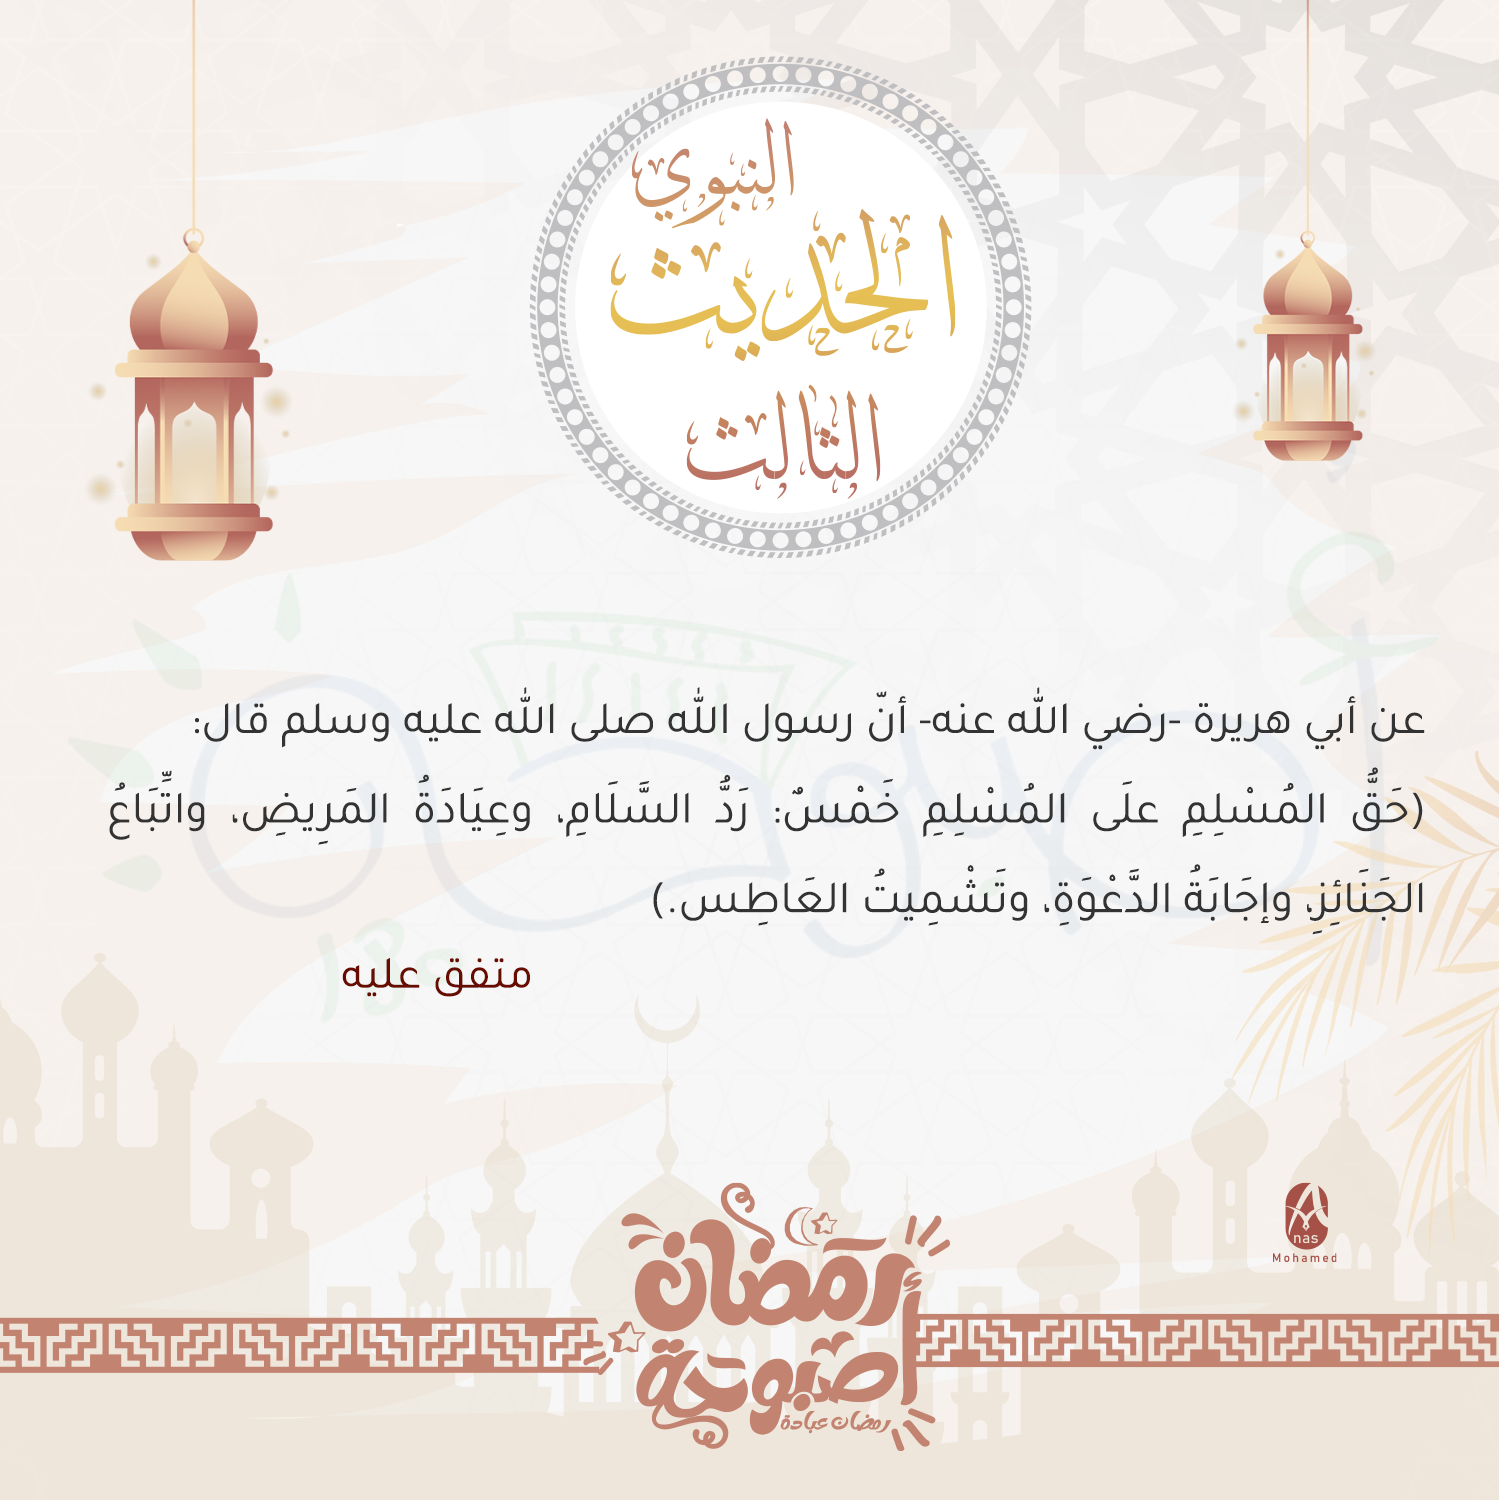 النبوي
الحديث
الثالث
عن أبي هريرة -رضي الله عنه- أنّ رسول الله صلى الله عليه وسلم قال:
(حَقُّ المُسْلِمِ علَى المُسْلِمِ خَمْسٌ: رَدُّ السَّلَامِ، وعِيَادَةُ المَرِيضِ، واتِّبَاعُ
الجَنَائِزِ، وإجَابَةُ الدَّعْوَةِ، وتَشْمِيتُ العَاطِس.)
متفق عليه
nas
Mohamed
رمضان
أصبوحة
رمضان عبادة